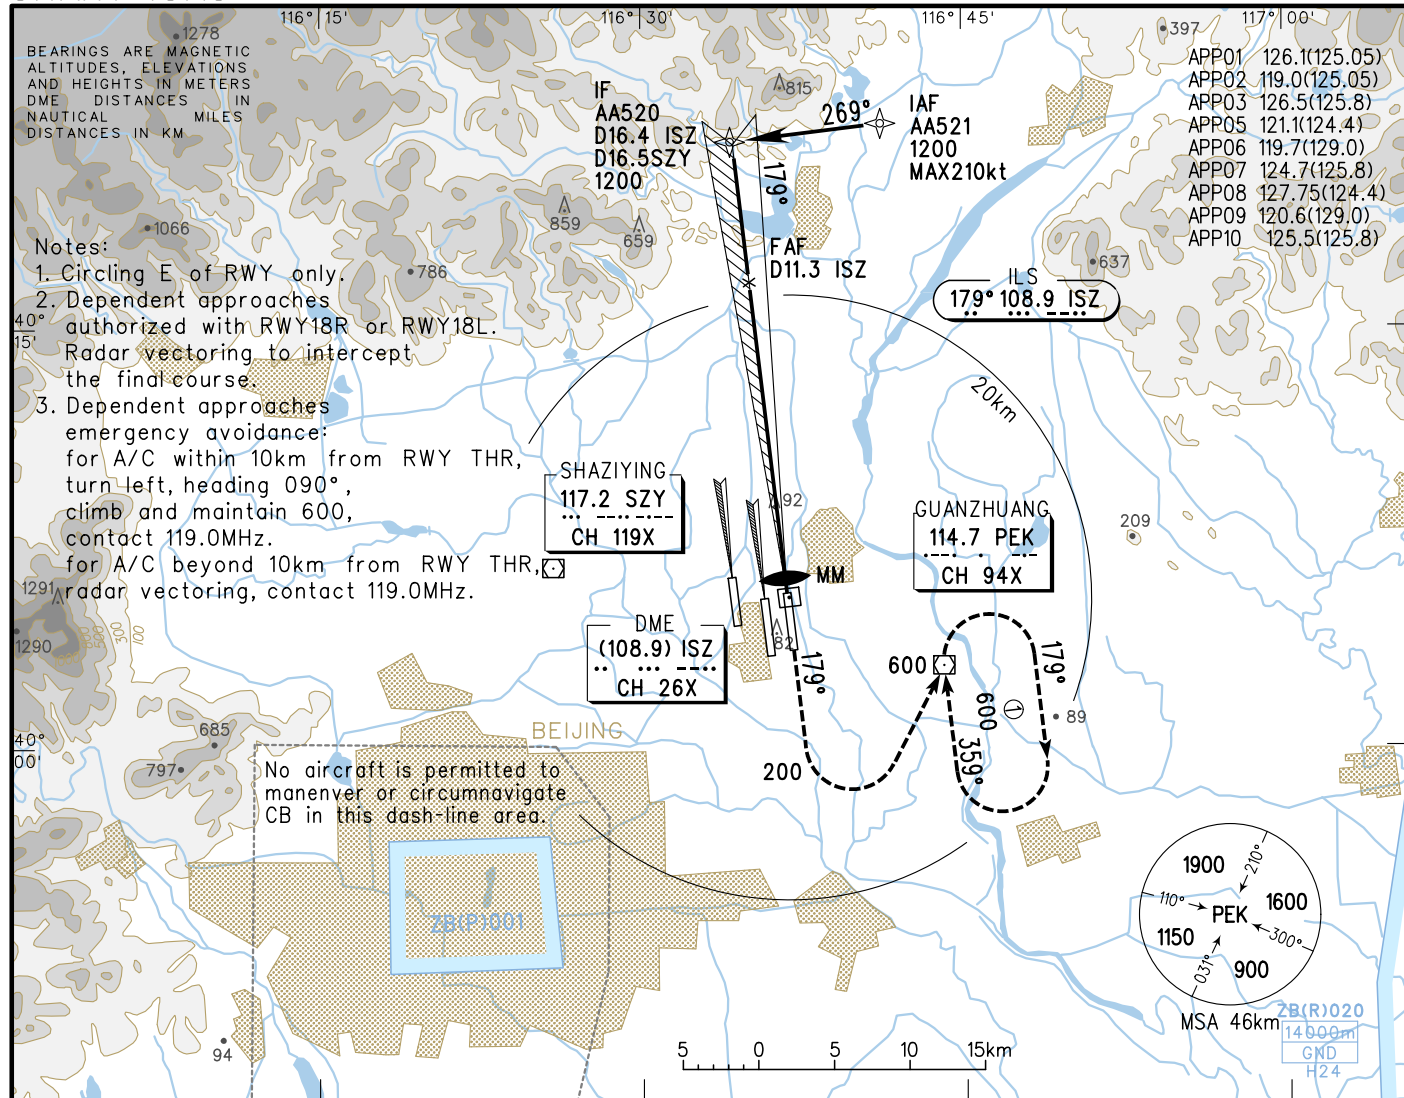 116°15'
116°30'
116°45'
117°00'
BEARINGS ARE MAGNETIC
ALTITUDES, ELEVATIONS
AND HEIGHTS IN METERS
DME DISTANCES IN
NAUTICAL MILES
DISTANCES IN KM
1278
397
815
APP01 126.1(125.05)
APP02 119.0(125.05)
APP03 126.5(125.8)
APP05 121.1(124.4)
APP06 119.7(129.0)
APP07 124.7(125.8)
APP08 127.75(124.4)
APP09 120.6(129.0)
APP10 125.5(125.8)
IF
AA520
D16.4 ISZ
D16.5SZY
1200
269°
IAF
AA521
1200
MAX210kt
179°
859
659
1066
786
637
FAF
D11.3 ISZ
ILS
179° 108.9 ISZ
Notes:
1. Circling E of RWY only.
2. Dependent approaches
authorized with RWY18R or RWY18L.
Radar vectoring to intercept
the final course.
3. Dependent approaches
emergency avoidance:
for A/C within 10km from RWY THR,
turn left, heading 090°,
climb and maintain 600,
contact 119.0MHz.
for A/C beyond 10km from RWY THR,
radar vectoring, contact 119.0MHz.
40°
15'
20km
SHAZIYING
117.2 SZY
CH 119X
92
GUANZHUANG
114.7 PEK
CH 94X
209
MM
1291
1290
500
300
100
DME
(108.9) ISZ
CH 26X
82
179°
600
179°
600
1
359°
89
200
685
797
40°
00'
BEIJING
No aircraft is permitted to
manenver or circumnavigate
CB in this dash-line area.
ZB(P)001
94
1900
210°
110°
PEK
1600
1150
300°
031°
900
MSA 46km
ZB(R)020
14000m
GND
H24
5 0 5 10 15km